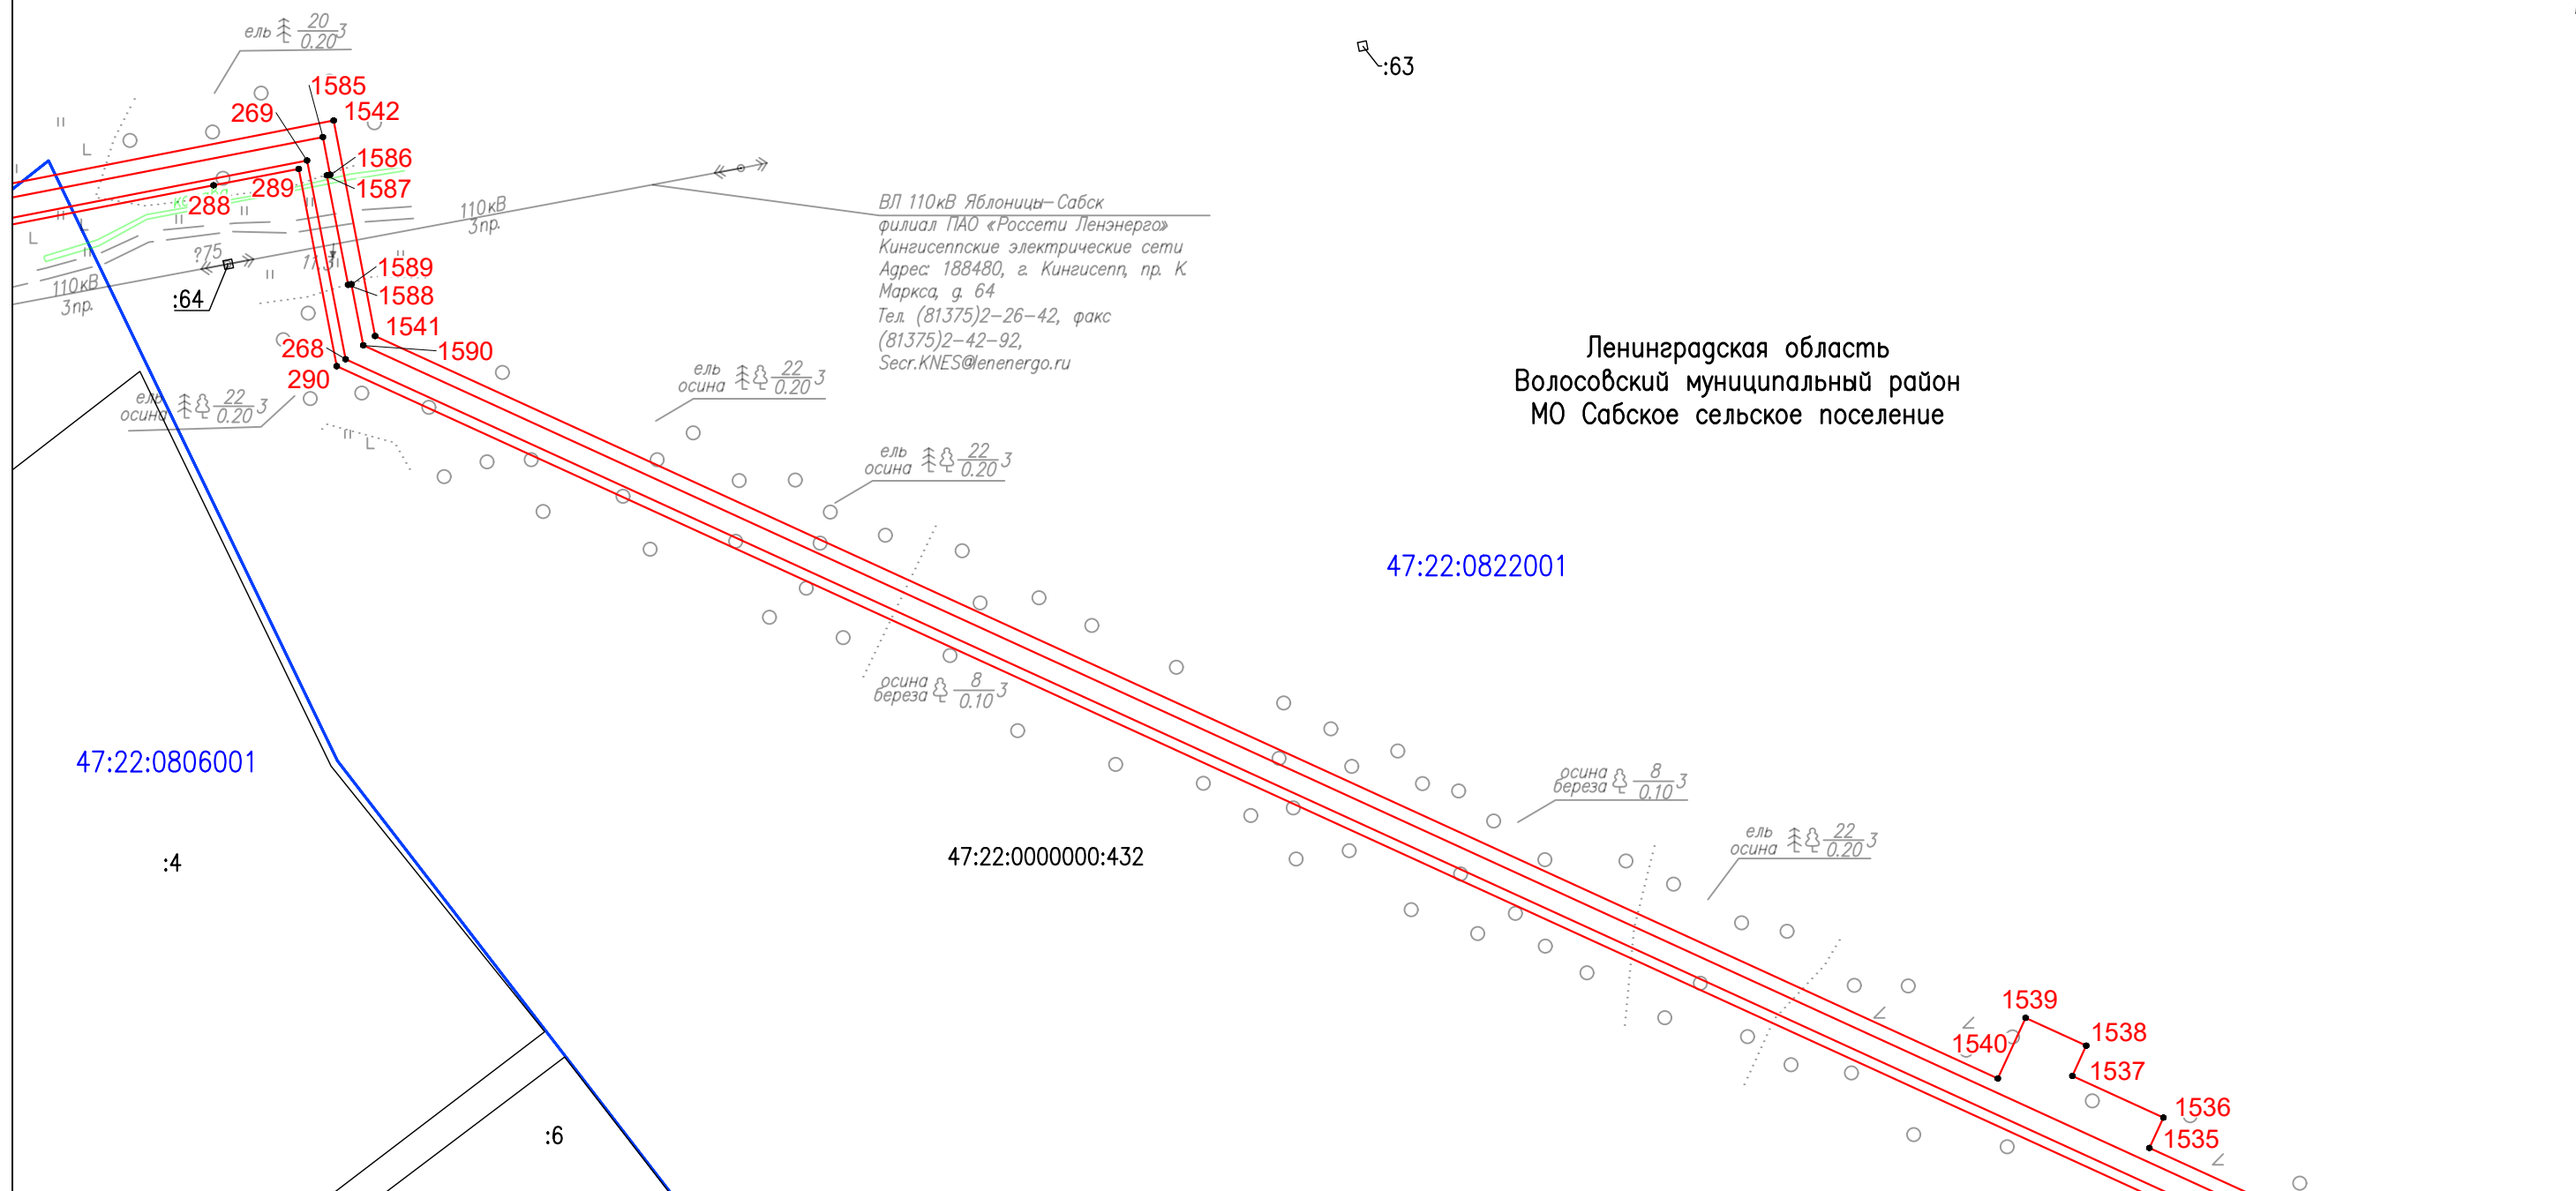 ель 20 3
0.20
:63
1585
1542
269
1586
1587
289
288
110кВ
3пр.
?75
110кВ
3пр.
:64
1589
1588
1541
268
1590
290
ВЛ 110кВ Яблоницы-Сабск
филиал ПАО «Россети Ленэнерго»
Кингисеппские электрические сети
Адрес: 188480, г. Кингисепп, пр. К.
Маркса, д. 64
Тел. (81375)2-26-42, факс
(81375)2-42-92,
Secr.KNES@lenenergo.ru
Ленинградская область
Волосовский муниципальный район
МО Сабское сельское поселение
ель
осина 22 3
0.20
ель
осина 22 3
0.20
ель
осина 22 3
0.20
47:22:0822001
осина
береза 8 3
0.10
47:22:0806001
осина
береза 8 3
0.10
:4
47:22:0000000:432
ель
осина 22 3
0.20
1539
1538
1540
1537
1536
1535
:6